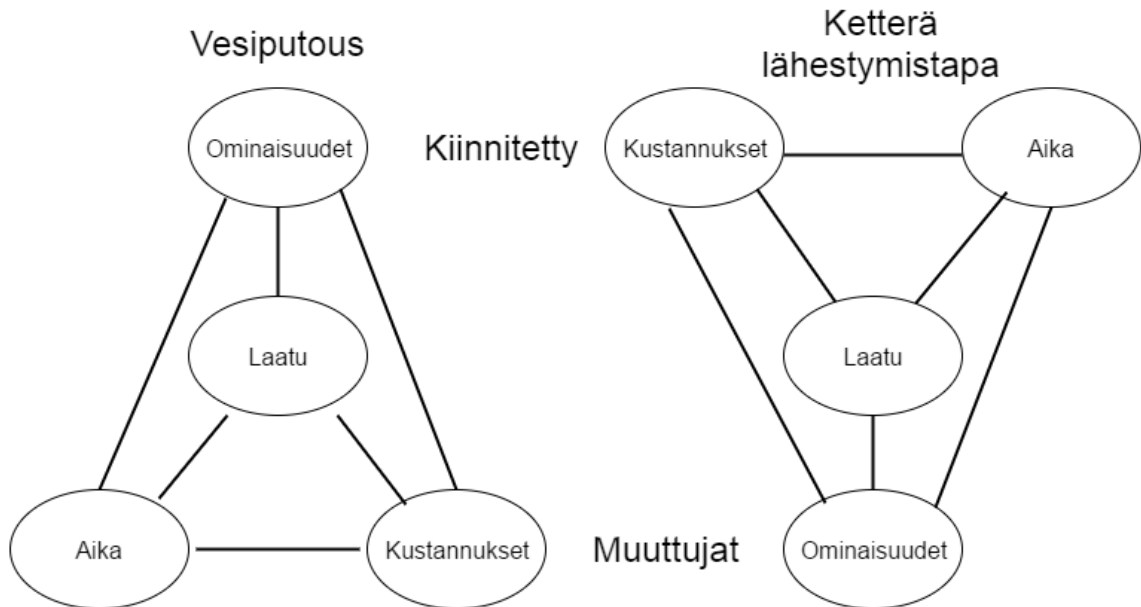 Vesiputous
Ketterä
lähestymistapa
Ominaisuudet
Kiinnitetty
Kustannukset
Aika
Laatu
Laatu
Aika
Kustannukset
Muuttujat
Ominaisuudet